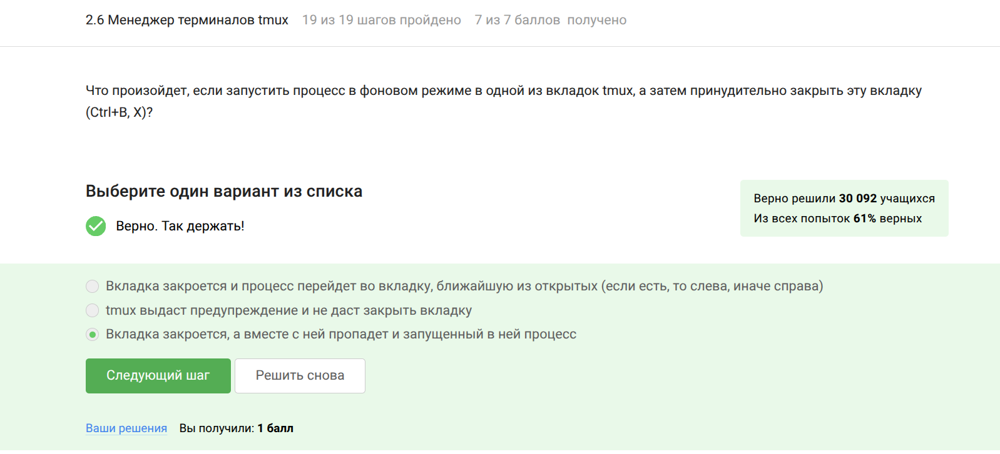 2.6 Менеджер терминалов tmux 19 из 19 шагов пройдено 7 из 7 баллов получено
Что произойдет, если запустить процесс в фоновом режиме в одной из вкладок tmux, а затем принудительно закрыть эту вкладку
(Ctrl+B, X)?
Выберите один вариант из списка
Верно. Так держать!
Верно решили 30 092 учащихся
Из всех попыток 61% верных
Вкладка закроется и процесс перейдет во вкладку, ближайшую из открытых (если есть, то слева, иначе справа)
tmux выдаст предупреждение и не даст закрыть вкладку
Вкладка закроется, а вместе с ней пропадет и запущенный в ней процесс
Следующий шаг Решить снова
Ваши решения Вы получили: 1 балл